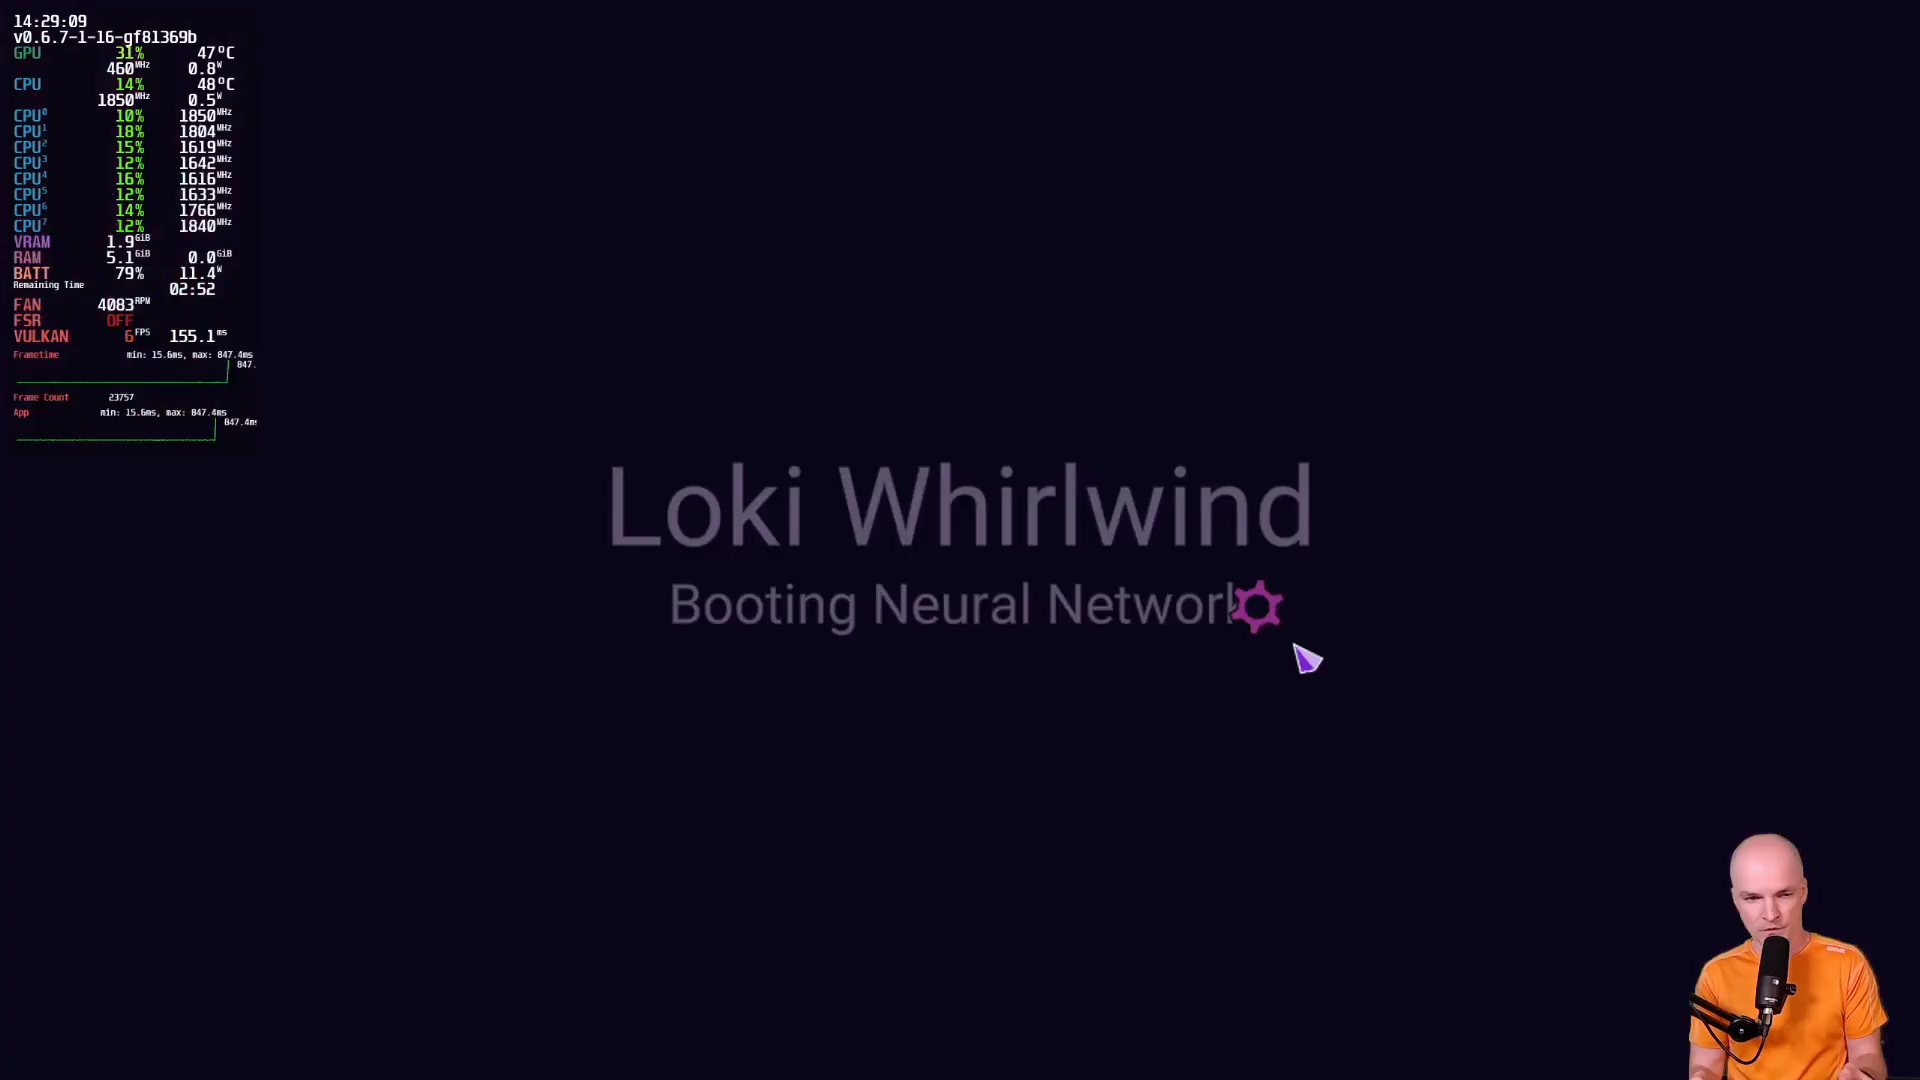 14:29:09
v0.6.7-1-16-gf81369b
GPU 31% 47°C
460MHz 0.8W
CPU 14% 48°C
1850MHz 0.5W
CPU0 10% 1850MHz
CPU1 18% 1804MHz
CPU2 15% 1619MHz
CPU3 12% 1642MHz
CPU4 16% 1616MHz
CPU5 12% 1633MHz
CPU6 14% 1766MHz
CPU7 12% 1840MHz
VRAM 1.9GiB
RAM 5.1GiB 0.0GiB
BATT 79% 11.4W
Remaining Time 02:52
FAN 4083RPM
FSR OFF
VULKAN 6FPS 155.1ms
Frametime min: 15.6ms, max: 847.4ms
847.
Frame Count 23757
App min: 15.6ms, max: 847.4ms
847.4ms
Loki Whirlwind
Booting Neural Network